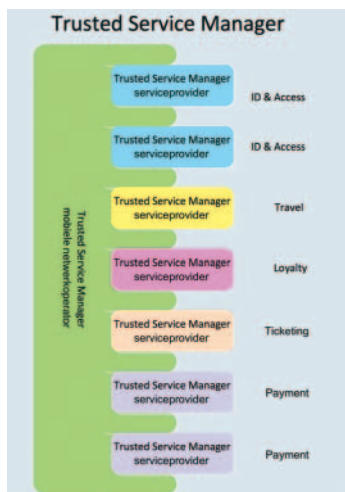 Trusted Service Manager
Trusted Service Manager
mobiele netwerkoperator
Trusted Service Manager
serviceprovider
ID & Access
Trusted Service Manager
serviceprovider
ID & Access
Trusted Service Manager
serviceprovider
Travel
Trusted Service Manager
serviceprovider
Loyalty
Trusted Service Manager
serviceprovider
Ticketing
Trusted Service Manager
serviceprovider
Payment
Trusted Service Manager
serviceprovider
Payment